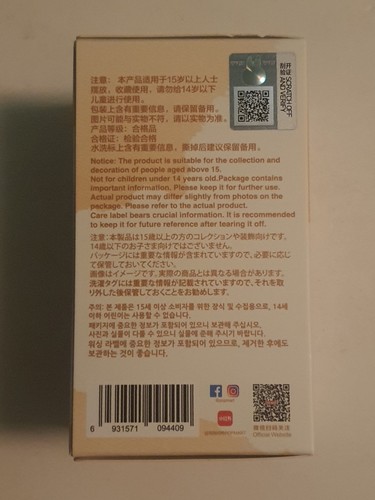 注意: 本产品适用于15岁以上人士
摆放，收藏使用，请勿给14岁以下
儿童进行使用。
包装上含有重要信息，请保留备用。
图片可能与实物不符，请以实物为准。
产品等级: 合格品
合格证: 检验合格
水洗标上含有重要信息，撕掉后建议保留备用。
刮开涂层
SCRATCH OFF
AND VERIFY
Notice: The product is suitable for the collection and
decoration of people aged above 15.
Not for children under 14 years old.Package contains
important information. Please keep it for further use.
Actual product may differ slightly from photos on the
package. Please refer to the actual product.
Care label bears crucial information. It is recommended
to keep it for future reference after tearing it off.
注意:本製品は15歳以上の方のコレクションや装飾向けです。
14歳以下のお子さま向けではございません。
パッケージには重要な情報が含まれていますので、必要に応じ
て保管しておいてください。
画像はイメージです、実際の商品とは異なる場合があります。
洗濯タグには重要な情報が記載されていますので、それを取
り外した後保管しておくことをお勧めします。
주의: 본 제품은 15세 이상 소비자를 위한 장식 및 수집용으로, 14세
이하 어린이는 사용할 수 없습니다.
패키지에 중요한 정보가 포함되어 있으니 보관해 주십시오.
사진과 실물이 다를 수 있으니 실물에 준해 주시기 바랍니다.
워싱 라벨에 중요한 정보가 포함되어 있으므로, 제거한 후에도
보관하는 것이 좋습니다.
6 931571 094409
小红书
微信扫码关注
Official Website